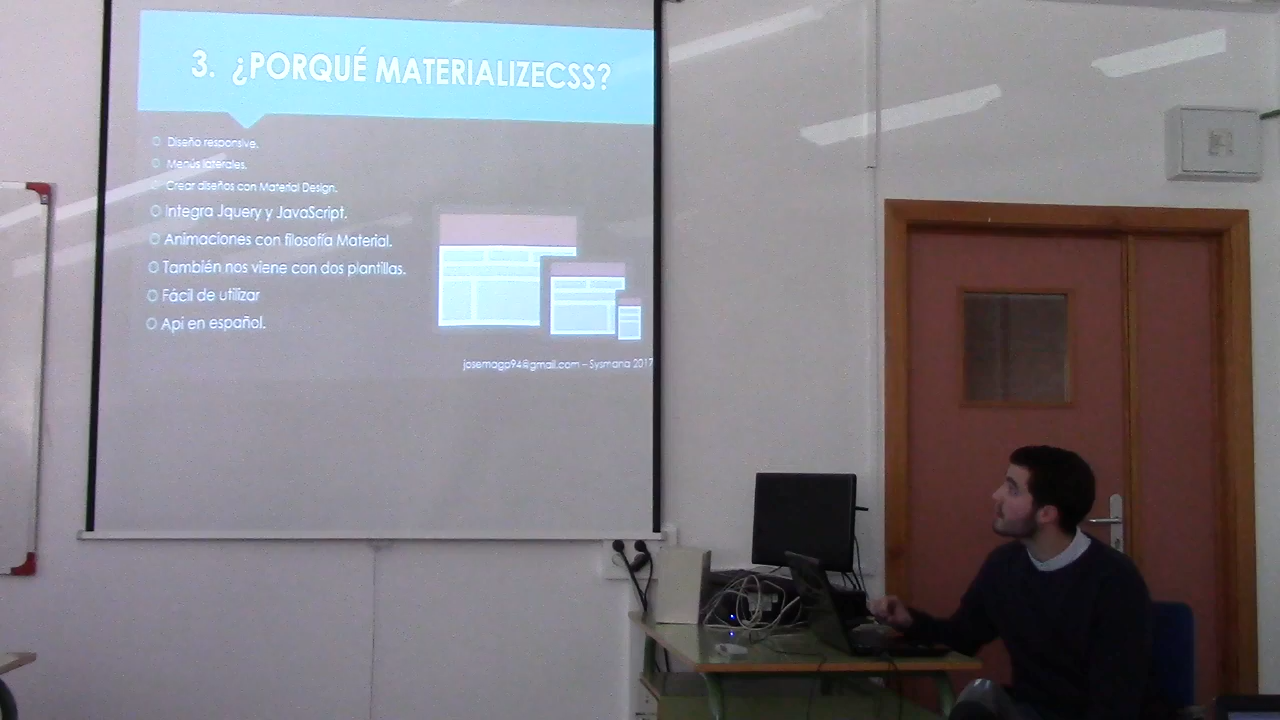 3. ¿PORQUÉ MATERIALIZECSS?
Diseño responsive.
Menús laterales.
Crear diseños con Material Design.
Integra Jquery y JavaScript.
Animaciones con filosofía Material.
También nos viene con dos plantillas.
Fácil de utilizar
Api en español.
josemagp94@gmail.com – Sysmana 2017